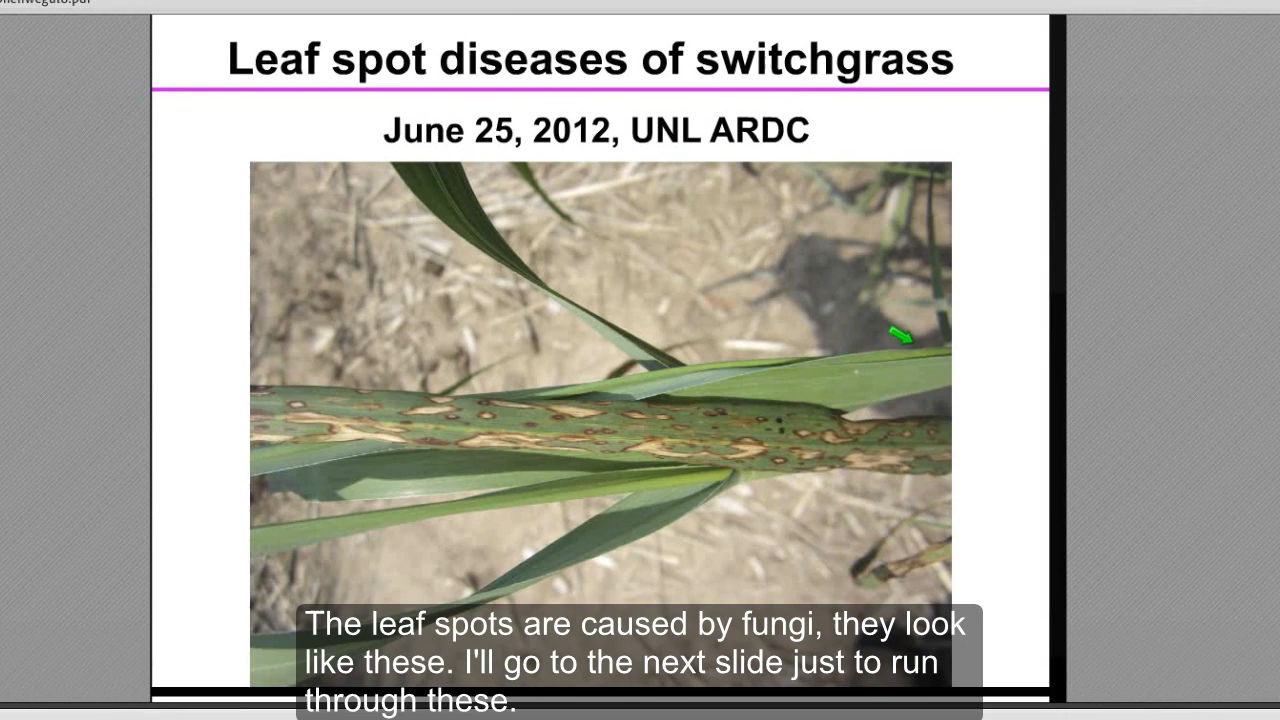 Leaf spot diseases of switchgrass
June 25, 2012, UNL ARDC
The leaf spots are caused by fungi, they look
like these. I'll go to the next slide just to run
through these.